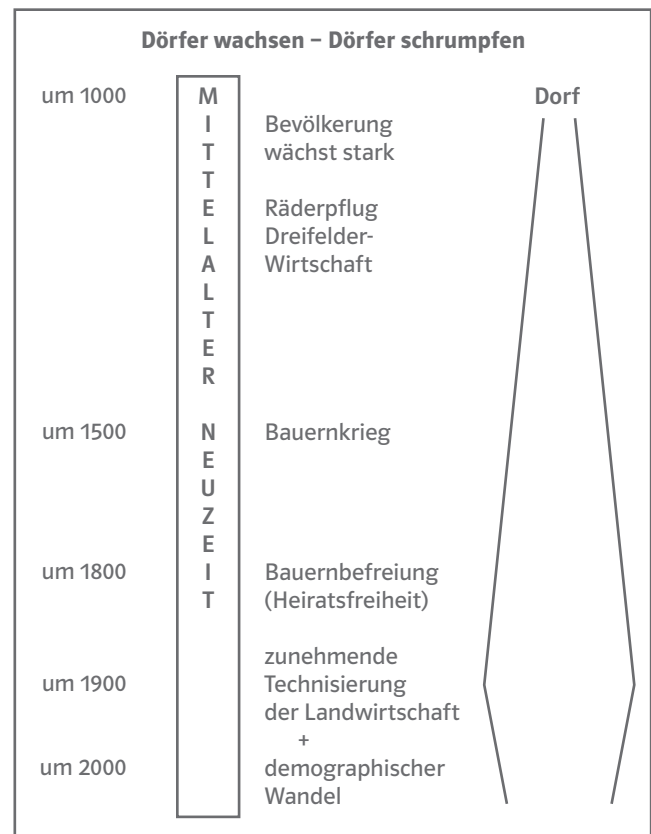 Dörfer wachsen – Dörfer schrumpfen
um 1000
M
I
T
T
E
L
A
L
T
E
R
N
E
U
Z
E
I
T
Dorf
Bevölkerung
wächst stark
Räderpflug
Dreifelder-
Wirtschaft
um 1500
Bauernkrieg
um 1800
Bauernbefreiung
(Heiratsfreiheit)
um 1900
zunehmende
Technisierung
der Landwirtschaft
+
um 2000
demographischer
Wandel